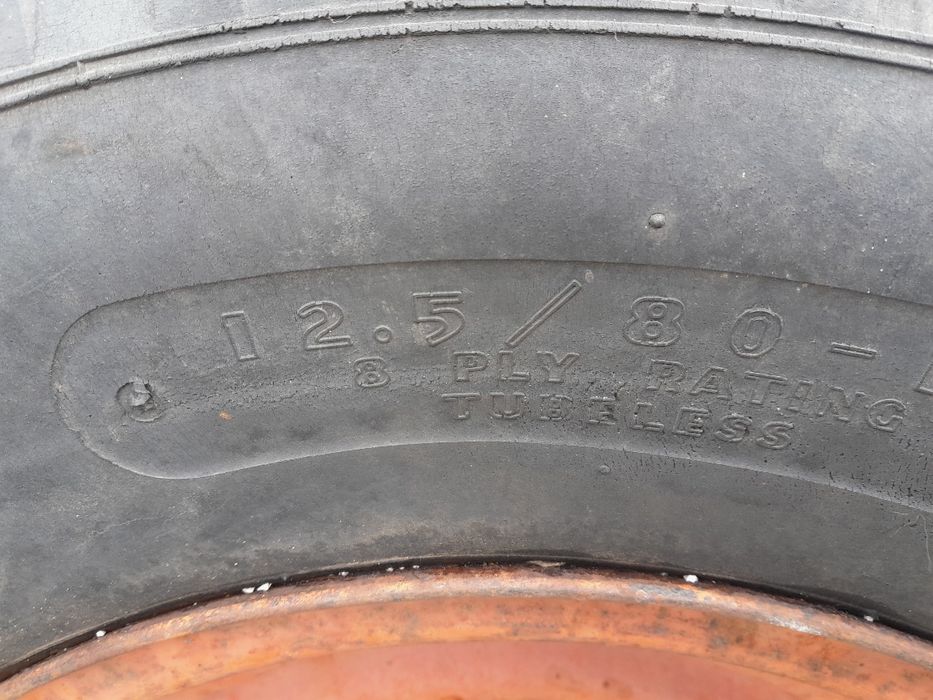 12.5/80-
8 PLY RATING
TUBELESS